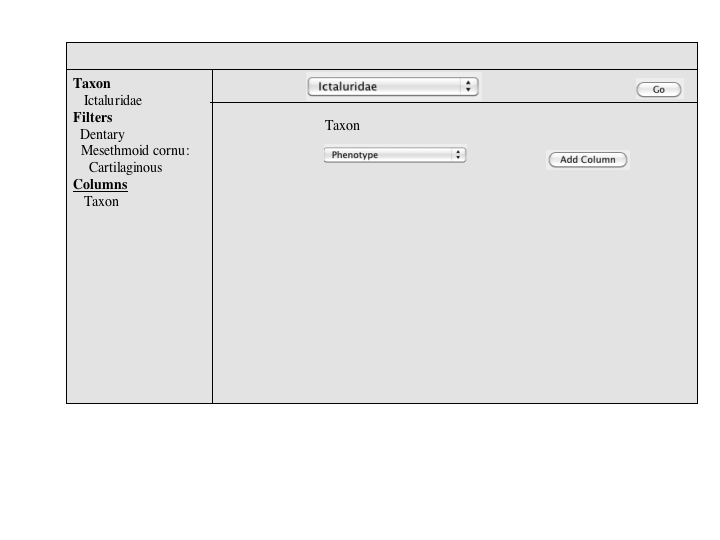 Taxon
Ictaluridae
Filters
Dentary
Mesethmoid cornu:
Cartilaginous
Columns
Taxon
Ictaluridae
Go
Taxon
Phenotype
Add Column